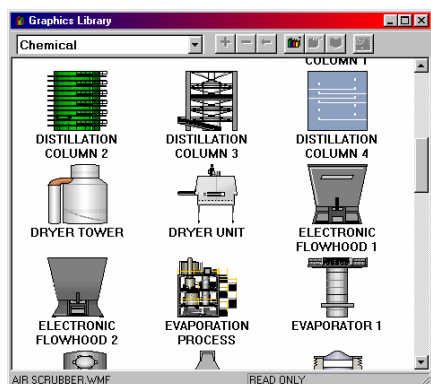 Graphics Library
Chemical
COLUMN 1
DISTILLATION
COLUMN 2
DISTILLATION
COLUMN 3
DISTILLATION
COLUMN 4
DRYER TOWER
DRYER UNIT
ELECTRONIC
FLOWHOOD 1
ELECTRONIC
FLOWHOOD 2
EVAPORATION
PROCESS
EVAPORATOR 1
AIR SCRUBBER.WMF
READ ONLY